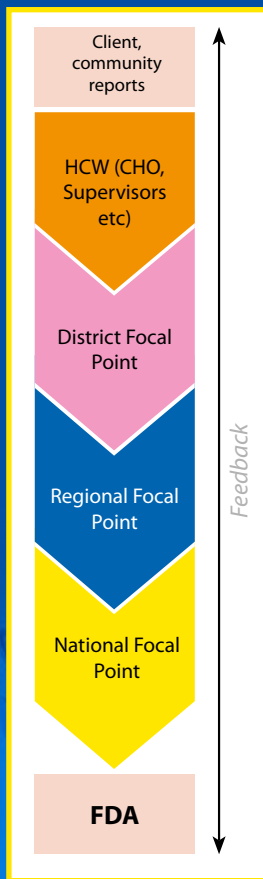 Client,
community
reports
HCW (CHO,
Supervisors
etc)
District Focal
Point
Regional Focal
Point
National Focal
Point
FDA
Feedback